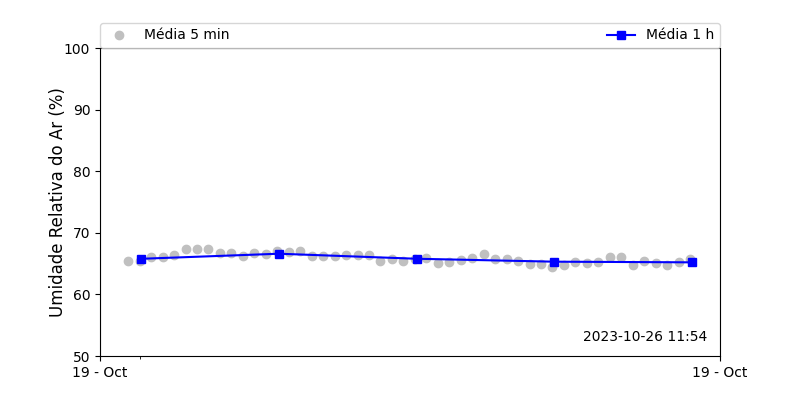 Média 5 min
Média 1 h
Umidade Relativa do Ar (%)
100
90
80
70
60
50
2023-10-26 11:54
19 - Oct
19 - Oct